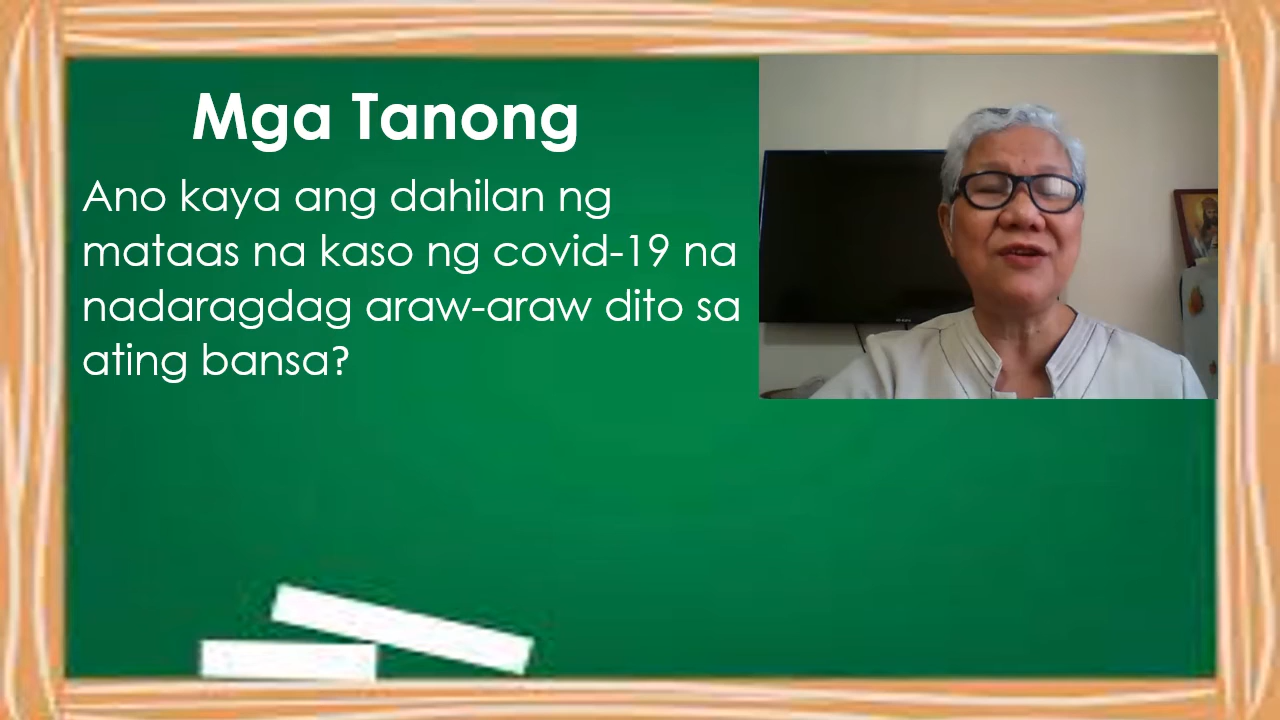 Mga Tanong
Ano kaya ang dahilan ng
mataas na kaso ng covid-19 na
nadaragdag araw-araw dito sa
ating bansa?